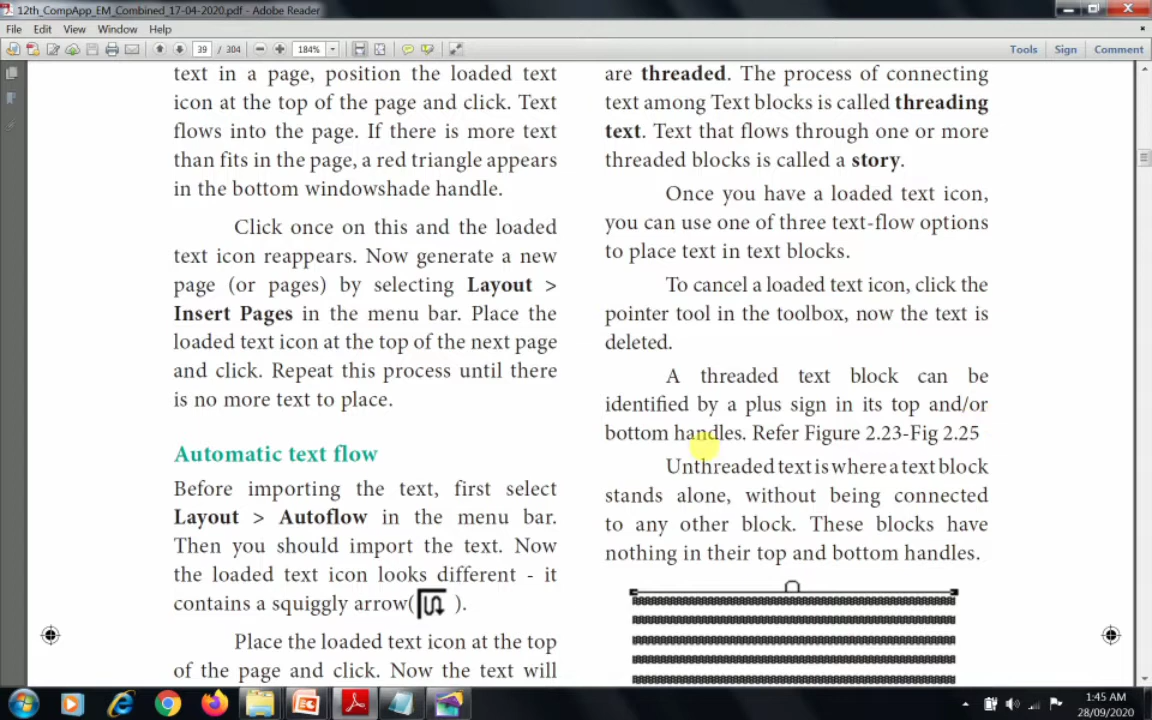 12th_CompApp_EM_Combined_17-04-2020.pdf - Adobe Reader
File Edit View Window Help
39 / 304 184% Tools Sign Comment
text in a page, position the loaded text
icon at the top of the page and click. Text
flows into the page. If there is more text
than fits in the page, a red triangle appears
in the bottom windowshade handle.
Click once on this and the loaded
text icon reappears. Now generate a new
page (or pages) by selecting Layout >
Insert Pages in the menu bar. Place the
loaded text icon at the top of the next page
and click. Repeat this process until there
is no more text to place.
Automatic text flow
Before importing the text, first select
Layout > Autoflow in the menu bar.
Then you should import the text. Now
the loaded text icon looks different - it
contains a squiggly arrow( ).
Place the loaded text icon at the top
of the page and click. Now the text will
are threaded. The process of connecting
text among Text blocks is called threading
text. Text that flows through one or more
threaded blocks is called a story.
Once you have a loaded text icon,
you can use one of three text-flow options
to place text in text blocks.
To cancel a loaded text icon, click the
pointer tool in the toolbox, now the text is
deleted.
A threaded text block can be
identified by a plus sign in its top and/or
bottom handles. Refer Figure 2.23-Fig 2.25
Unthreaded text is where a text block
stands alone, without being connected
to any other block. These blocks have
nothing in their top and bottom handles.
1:45 AM
28/09/2020